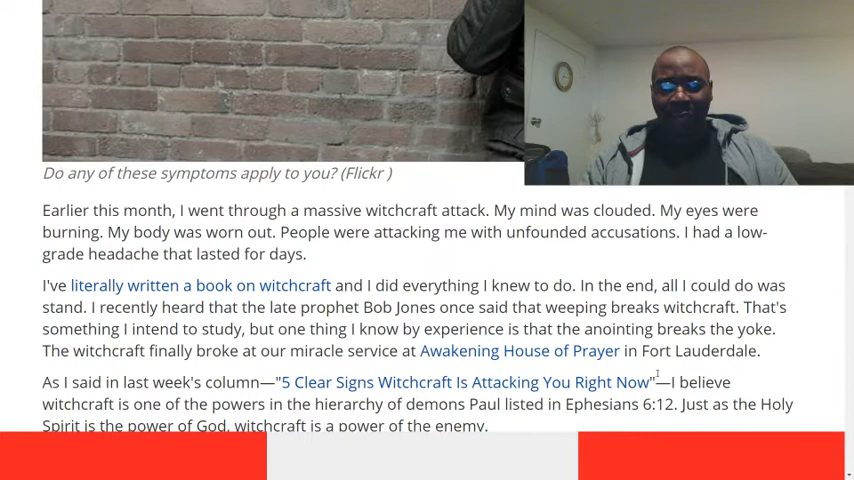 Do any of these symptoms apply to you? (Flickr )
Earlier this month, I went through a massive witchcraft attack. My mind was clouded. My eyes were
burning. My body was worn out. People were attacking me with unfounded accusations. I had a low-
grade headache that lasted for days.
I've literally written a book on witchcraft and I did everything I knew to do. In the end, all I could do was
stand. I recently heard that the late prophet Bob Jones once said that weeping breaks witchcraft. That's
something I intend to study, but one thing I know by experience is that the anointing breaks the yoke.
The witchcraft finally broke at our miracle service at Awakening House of Prayer in Fort Lauderdale.
As I said in last week's column—"5 Clear Signs Witchcraft Is Attacking You Right Now"—I believe
witchcraft is one of the powers in the hierarchy of demons Paul listed in Ephesians 6:12. Just as the Holy
Spirit is the power of God, witchcraft is a power of the enemy.